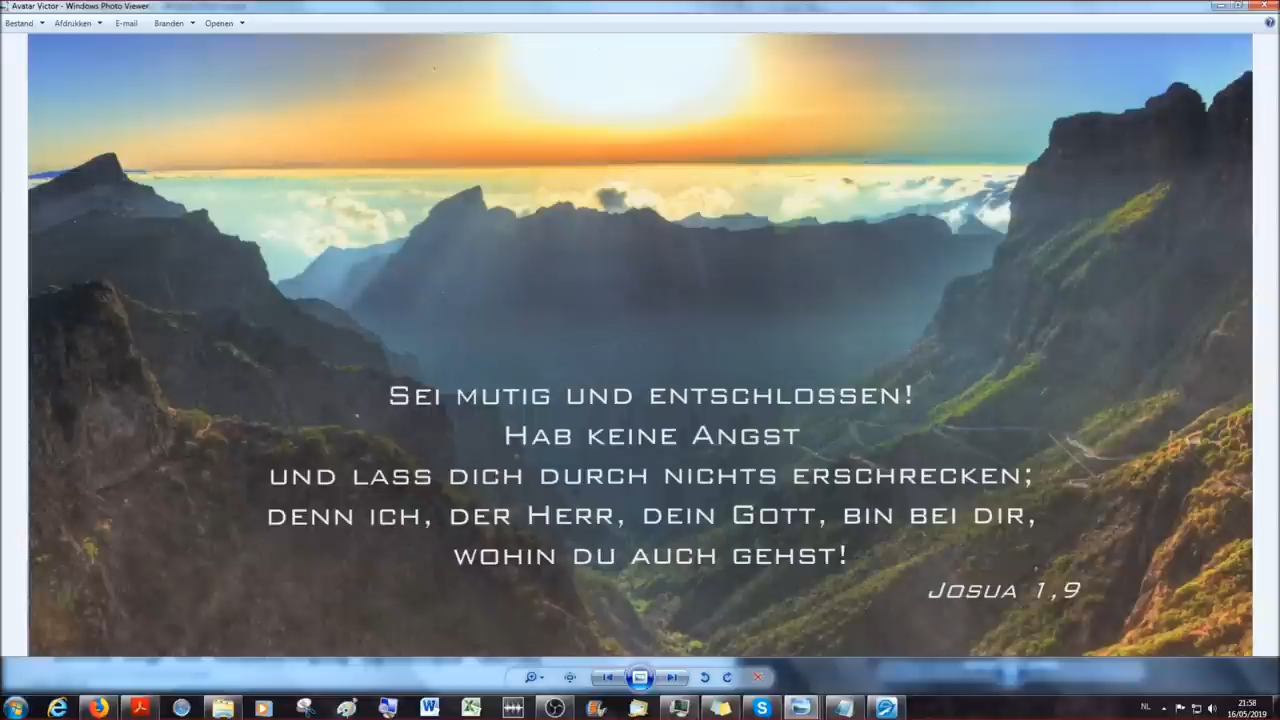 Avatar Victor - Windows Photo Viewer
Bestand Afdrukken E-mail Branden Openen
Sei mutig und entschlossen!
Hab keine Angst
und lass dich durch nichts erschrecken;
denn ich, der Herr, dein Gott, bin bei dir,
wohin du auch gehst!
Josua 1,9
NL
21:58
16/05/2019